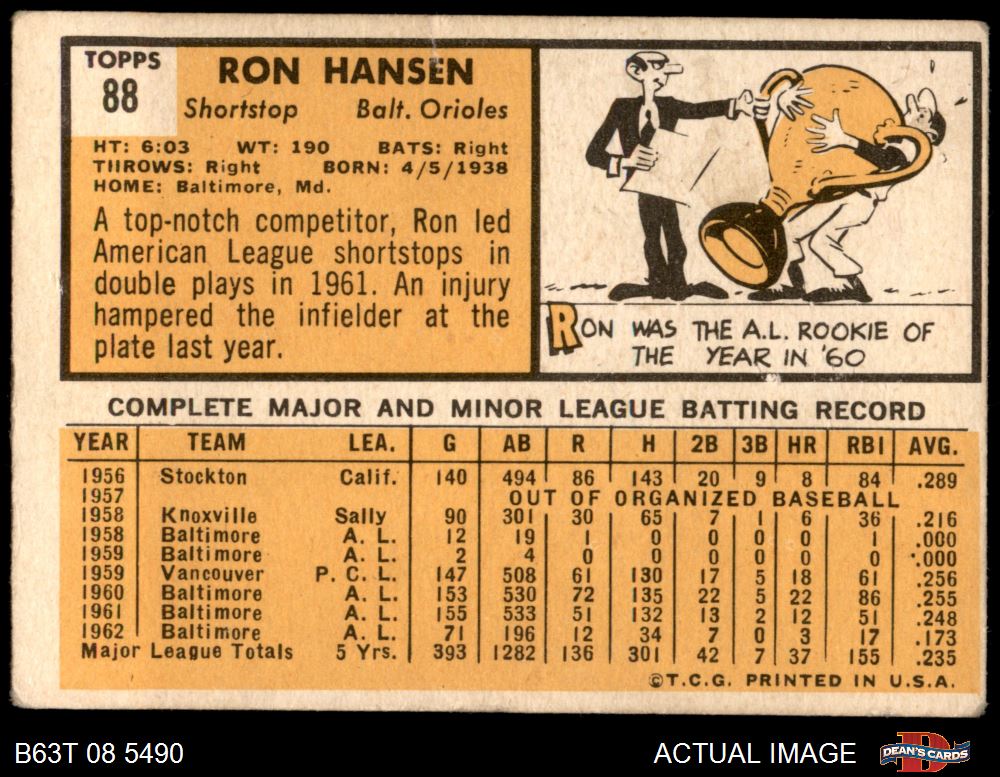 TOPPS
88
RON HANSEN
Shortstop Balt. Orioles
HT: 6:03 WT: 190 BATS: Right
THROWS: Right BORN: 4/5/1938
HOME: Baltimore, Md.
A top-notch competitor, Ron led
American League shortstops in
double plays in 1961. An injury
hampered the infielder at the
plate last year.
RON WAS THE A.L. ROOKIE OF
THE YEAR IN '60
COMPLETE MAJOR AND MINOR LEAGUE BATTING RECORD
YEAR TEAM LEA. G AB R H 2B 3B HR RBI AVG.
1956 Stockton Calif. 140 494 86 143 20 9 8 84 .289
1957 OUT OF ORGANIZED BASEBALL
1958 Knoxville Sally 90 301 30 65 7 1 6 36 .216
1958 Baltimore A. L. 12 19 1 0 0 0 0 1 .000
1959 Baltimore A. L. 2 4 0 0 0 0 0 0 .000
1959 Vancouver P. C. L. 147 508 61 130 17 5 18 61 .256
1960 Baltimore A. L. 153 530 72 135 22 5 22 86 .255
1961 Baltimore A. L. 155 533 51 132 13 2 12 51 .248
1962 Baltimore A. L. 71 196 12 34 7 0 3 17 .173
Major League Totals 5 Yrs. 393 1282 136 301 42 7 37 155 .235
©T.C.G. PRINTED IN U.S.A.
B63T 08 5490 ACTUAL IMAGE DEAN'S CARDS